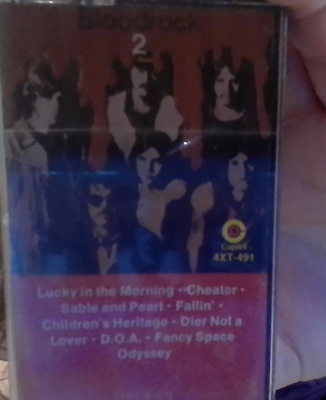 bloodrock
2
Capitol
4XT-491
Lucky in the Morning • Cheater •
Sable and Pearl • Fallin' •
Children's Heritage • Dier Not a
Lover • D.O.A. • Fancy Space
Odyssey